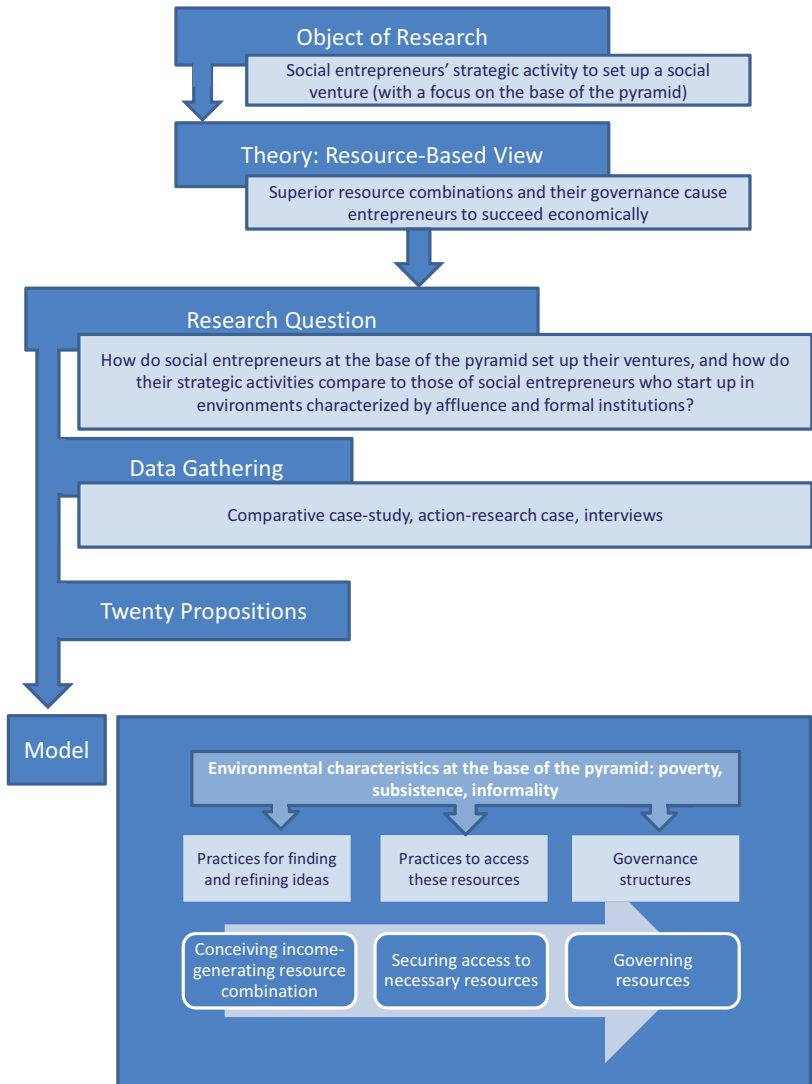 Object of Research
Social entrepreneurs’ strategic activity to set up a social
venture (with a focus on the base of the pyramid)
Theory: Resource-Based View
Superior resource combinations and their governance cause
entrepreneurs to succeed economically
Research Question
How do social entrepreneurs at the base of the pyramid set up their ventures, and how do
their strategic activities compare to those of social entrepreneurs who start up in
environments characterized by affluence and formal institutions?
Data Gathering
Comparative case-study, action-research case, interviews
Twenty Propositions
Model
Environmental characteristics at the base of the pyramid: poverty,
subsistence, informality
Practices for finding
and refining ideas
Practices to access
these resources
Governance
structures
Conceiving income-
generating resource
combination
Securing access to
necessary resources
Governing
resources